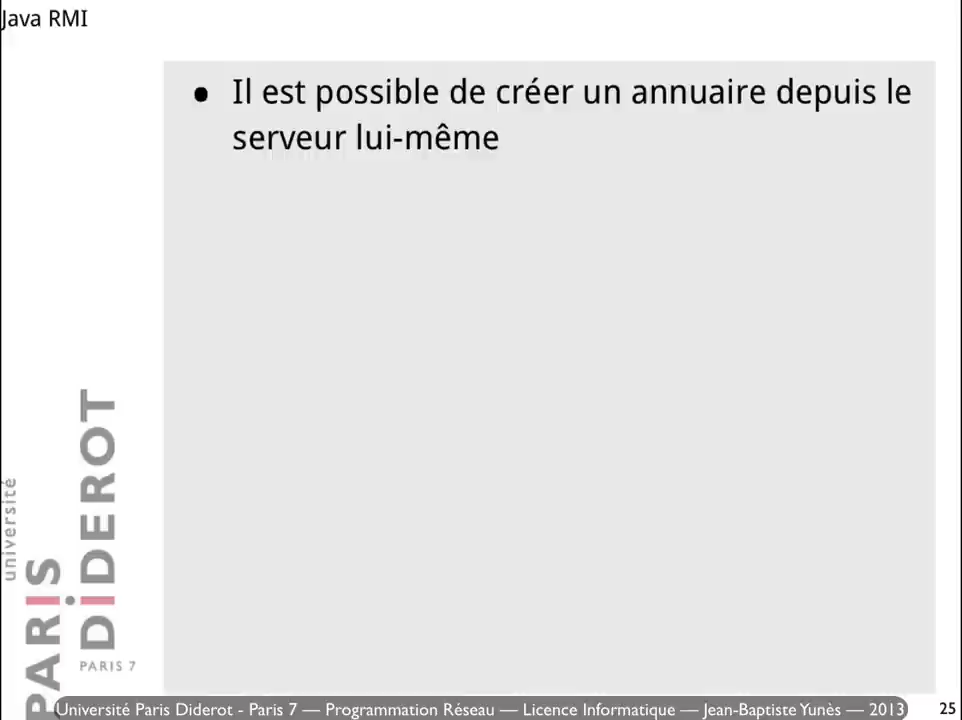 Java RMI
● Il est possible de créer un annuaire depuis le
serveur lui-même
université
PARIS
DiDEROT
PARIS 7
Université Paris Diderot - Paris 7 — Programmation Réseau — Licence Informatique — Jean-Baptiste Yunès — 2013
25